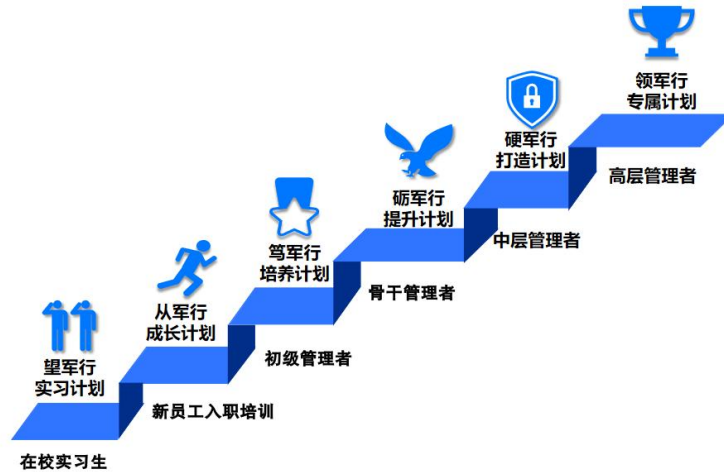 望军行
实习计划
在校实习生
从军行
成长计划
新员工入职培训
笃军行
培养计划
初级管理者
砺军行
提升计划
骨干管理者
硬军行
打造计划
中层管理者
领军行
专属计划
高层管理者